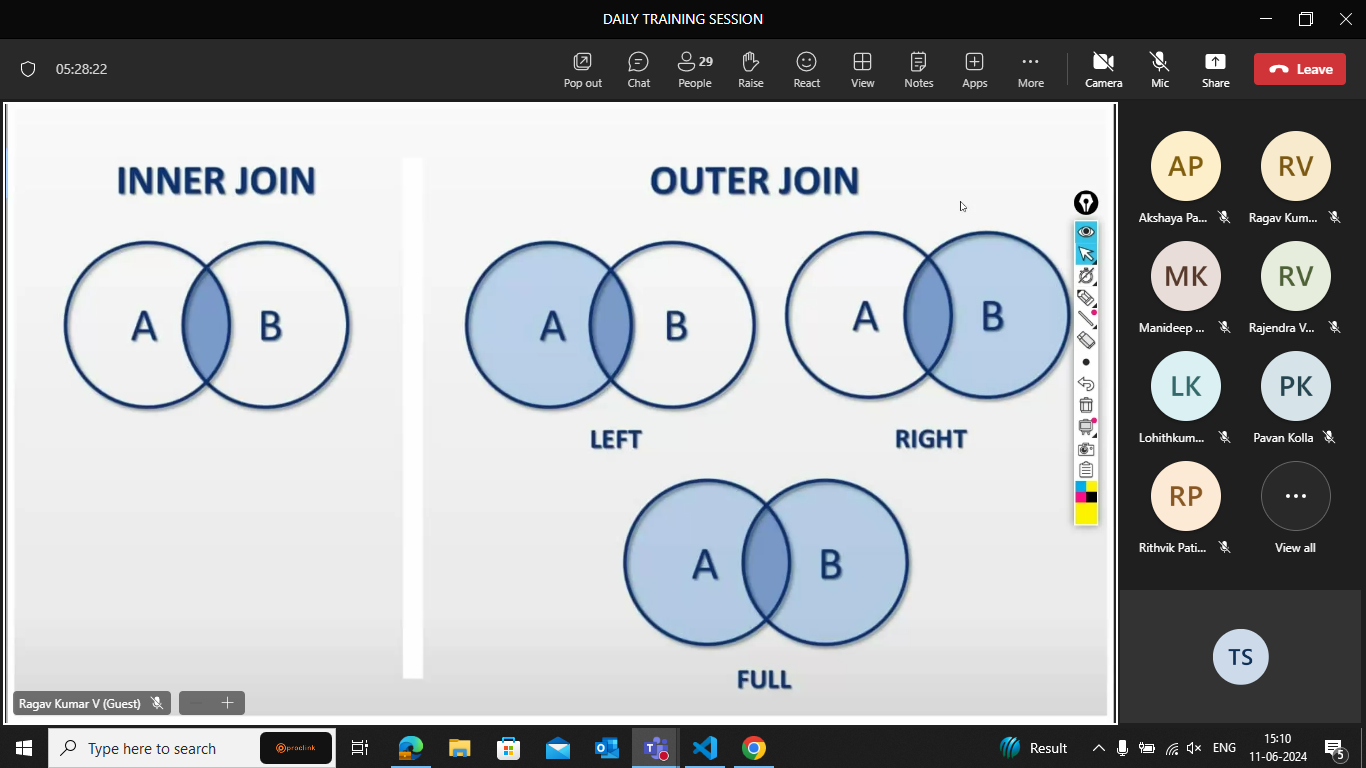 DAILY TRAINING SESSION
05:28:22
Pop out
Chat
29
People
Raise
React
View
Notes
Apps
More
Camera
Mic
Share
Leave
INNER JOIN
OUTER JOIN
A B
A B
A B
LEFT
RIGHT
A B
FULL
AP
RV
Akshaya Pa...
Ragav Kum...
MK
RV
Manideep ...
Rajendra V...
LK
PK
Lohithkum...
Pavan Kolla
RP
Rithvik Pati...
View all
TS
Ragav Kumar V (Guest)
Type here to search
proclink
Result
ENG
15:10
11-06-2024
5